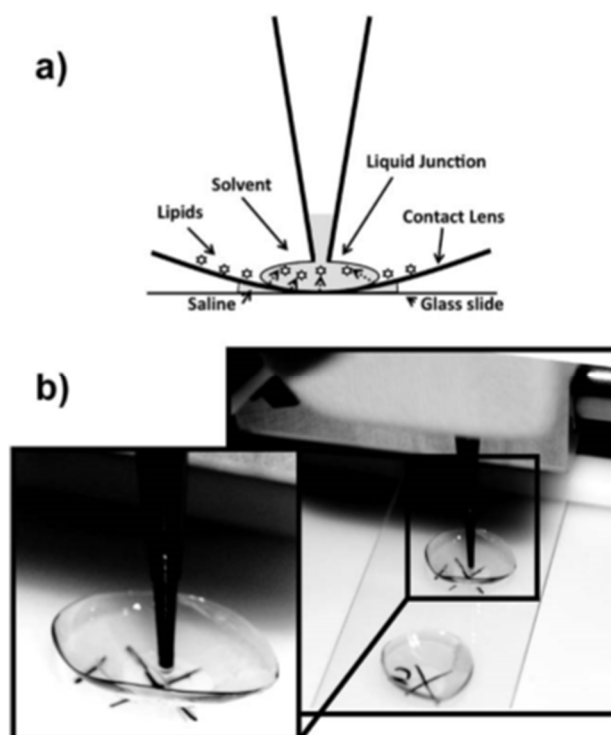 a)
Liquid Junction
Solvent
Lipids
Contact Lens
Saline
Glass slide
b)